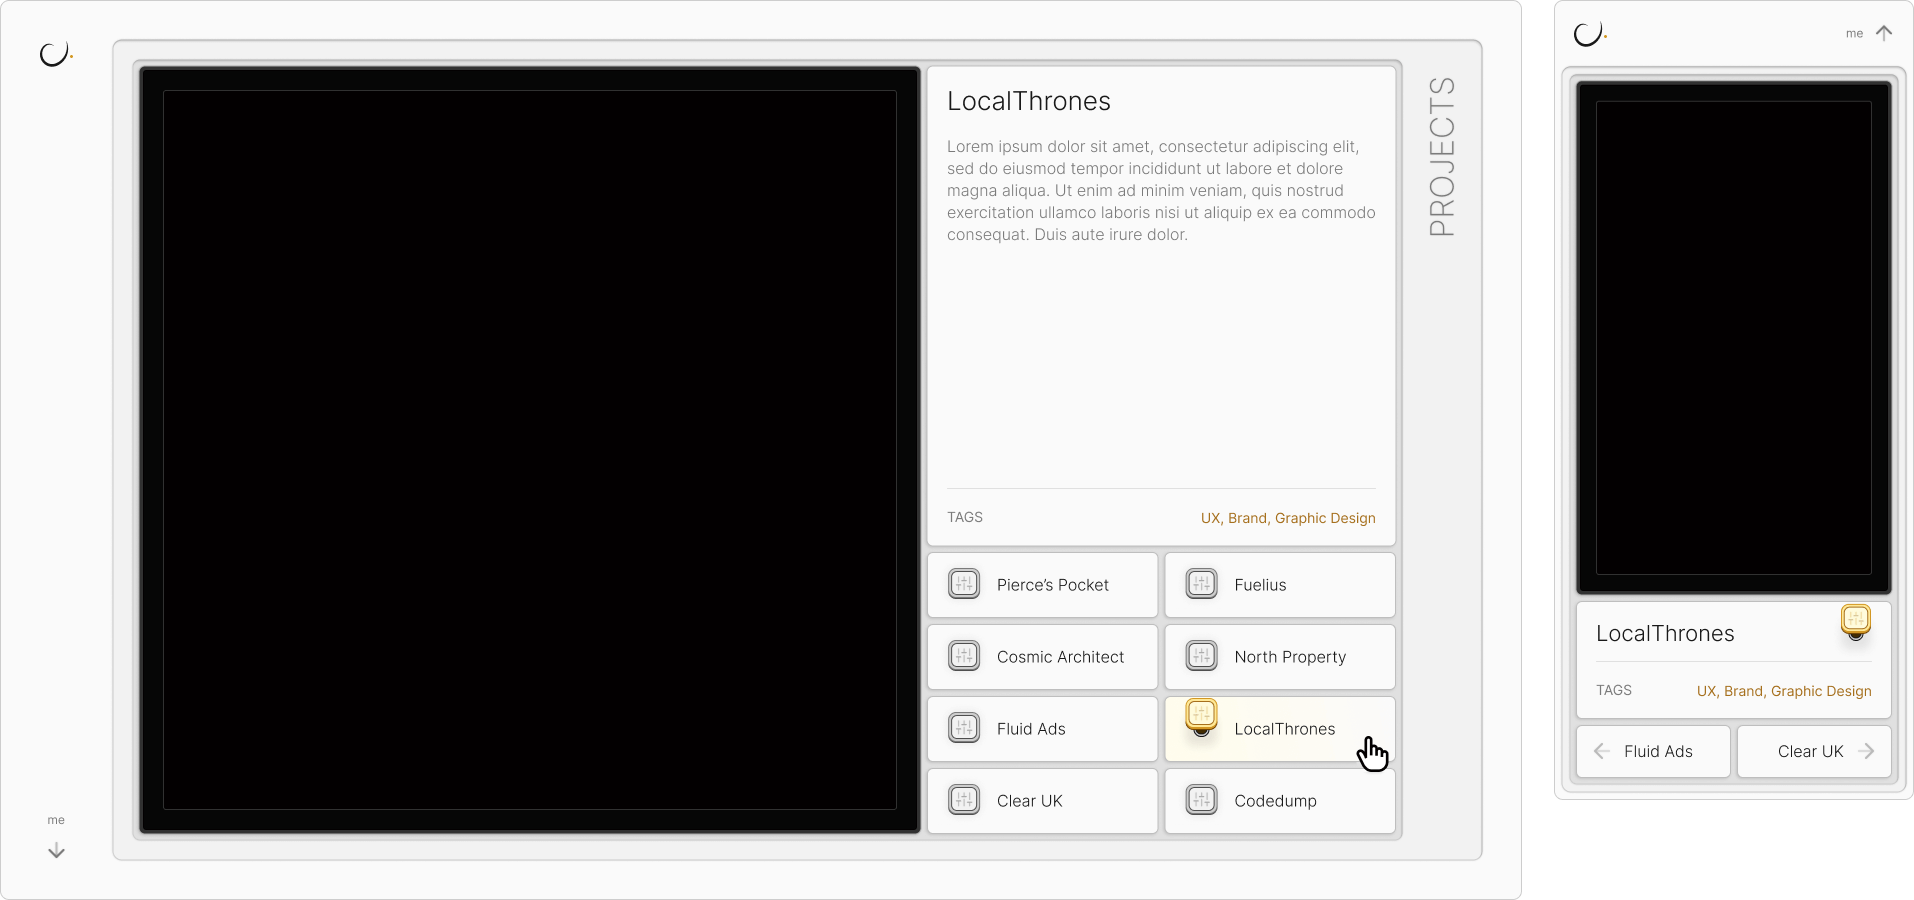 LocalThrones
Lorem ipsum dolor sit amet, consectetur adipiscing elit,
sed do eiusmod tempor incididunt ut labore et dolore
magna aliqua. Ut enim ad minim veniam, quis nostrud
exercitation ullamco laboris nisi ut aliquip ex ea commodo
consequat. Duis aute irure dolor.
TAGS
UX, Brand, Graphic Design
Pierce’s Pocket
Fuelius
Cosmic Architect
North Property
Fluid Ads
LocalThrones
Clear UK
Codedump
PROJECTS
me
me
LocalThrones
TAGS
UX, Brand, Graphic Design
Fluid Ads
Clear UK